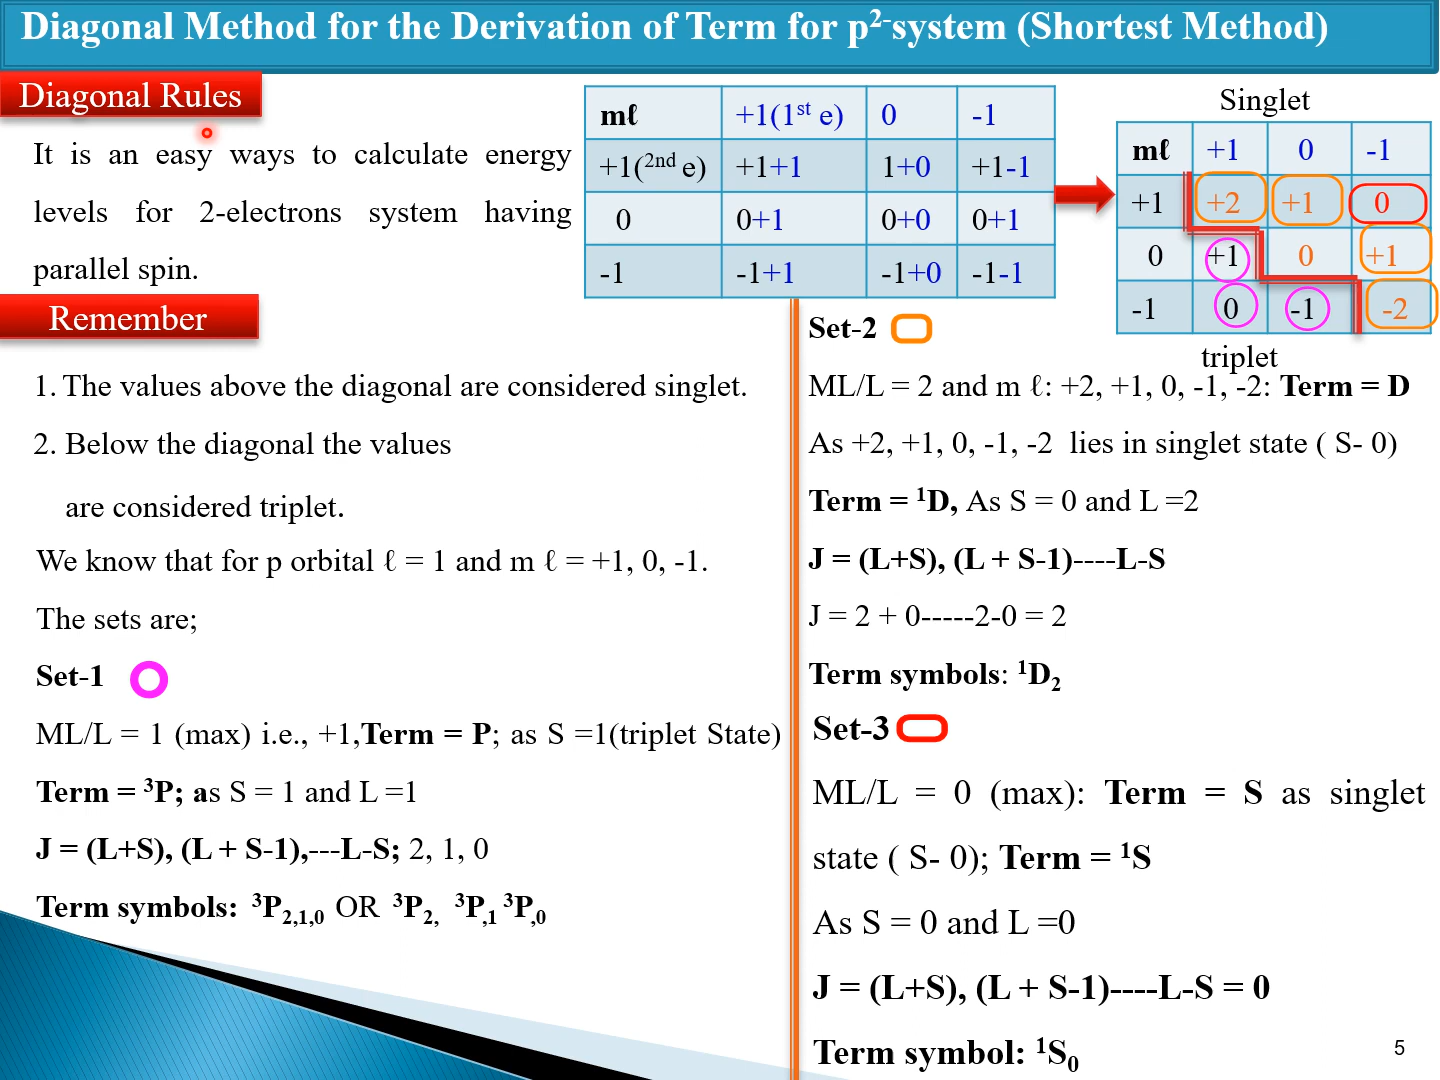 Diagonal Method for the Derivation of Term for p²⁻system (Shortest Method)
Diagonal Rules
It is an easy ways to calculate energy
levels for 2-electrons system having
parallel spin.
mℓ +1(1ˢᵗ e) 0 -1
+1(²ⁿᵈ e) +1+1 1+0 +1-1
0 0+1 0+0 0+1
-1 -1+1 -1+0 -1-1
Singlet
mℓ +1 0 -1
+1 +2 +1 0
0 +1 0 +1
-1 0 -1 -2
triplet
Remember
1. The values above the diagonal are considered singlet.
2. Below the diagonal the values
are considered triplet.
We know that for p orbital ℓ = 1 and m ℓ = +1, 0, -1.
The sets are;
Set-1
ML/L = 1 (max) i.e., +1,Term = P; as S =1(triplet State)
Term = ³P; as S = 1 and L =1
J = (L+S), (L + S-1),---L-S; 2, 1, 0
Term symbols: ³P₂,₁,₀ OR ³P₂, ³P,₁ ³P,₀
Set-2
ML/L = 2 and m ℓ: +2, +1, 0, -1, -2: Term = D
As +2, +1, 0, -1, -2 lies in singlet state ( S- 0)
Term = ¹D, As S = 0 and L =2
J = (L+S), (L + S-1)----L-S
J = 2 + 0-----2-0 = 2
Term symbols: ¹D₂
Set-3
ML/L = 0 (max): Term = S as singlet
state ( S- 0); Term = ¹S
As S = 0 and L =0
J = (L+S), (L + S-1)----L-S = 0
Term symbol: ¹S₀
5